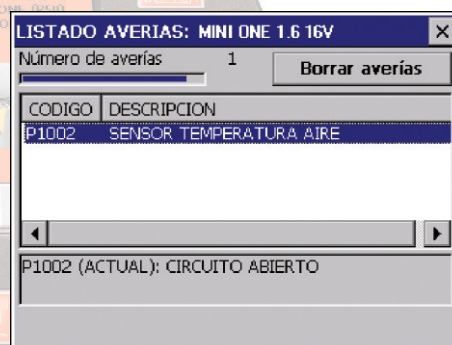 LISTADO AVERIAS: MINI ONE 1.6 16V
Número de averías 1 Borrar averías
CODIGO DESCRIPCION
P1002 SENSOR TEMPERATURA AIRE
P1002 (ACTUAL): CIRCUITO ABIERTO